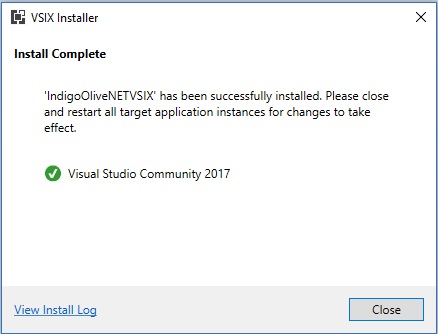 VSIX Installer
Install Complete
'IndigoOliveNETVSIX' has been successfully installed. Please close
and restart all target application instances for changes to take
effect.
Visual Studio Community 2017
View Install Log
Close